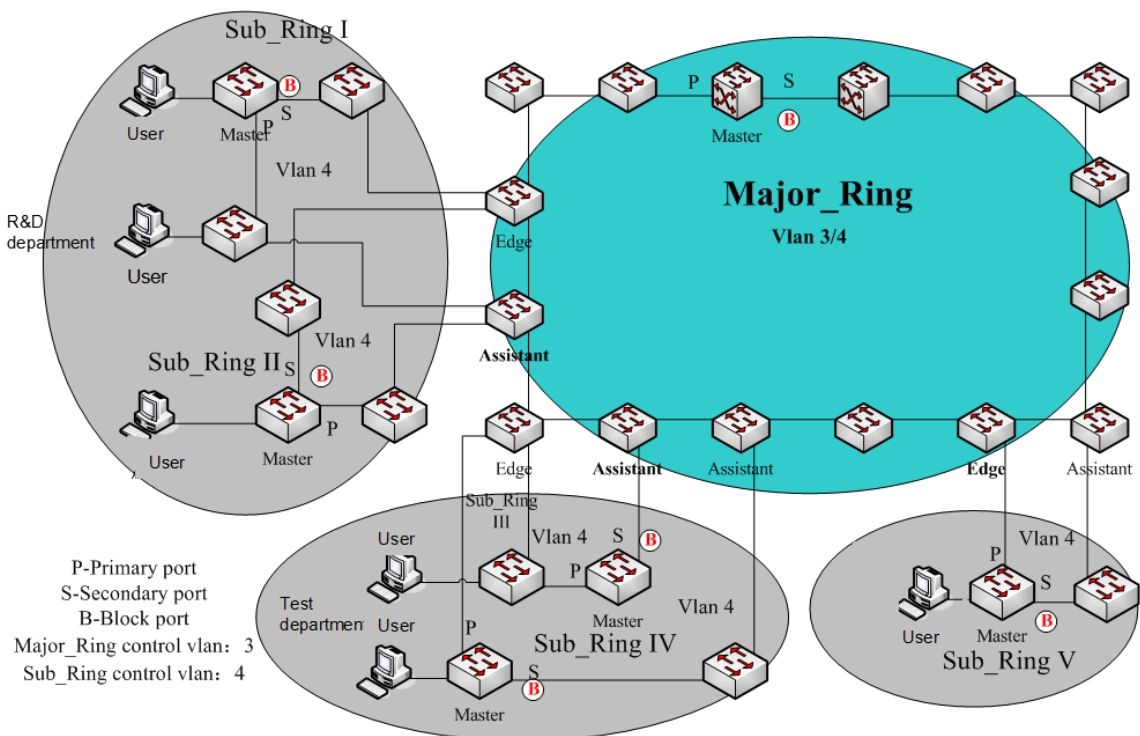 Sub_Ring I
B
S
P
User
Master
Vlan 4
R&D
department
User
Vlan 4
Sub_Ring II
S
B
P
User
Master
P
S
Master
B
Major_Ring
Vlan 3/4
Edge
Assistant
Edge
Assistant
Assistant
Edge
Assistant
Sub_Ring
III
User
Vlan 4
S
B
P
Master
Test
department
User
P
Vlan 4
Sub_Ring IV
S
B
Master
Vlan 4
P
S
User
Master
B
Sub_Ring V
P-Primary port
S-Secondary port
B-Block port
Major_Ring control vlan: 3
Sub_Ring control vlan: 4